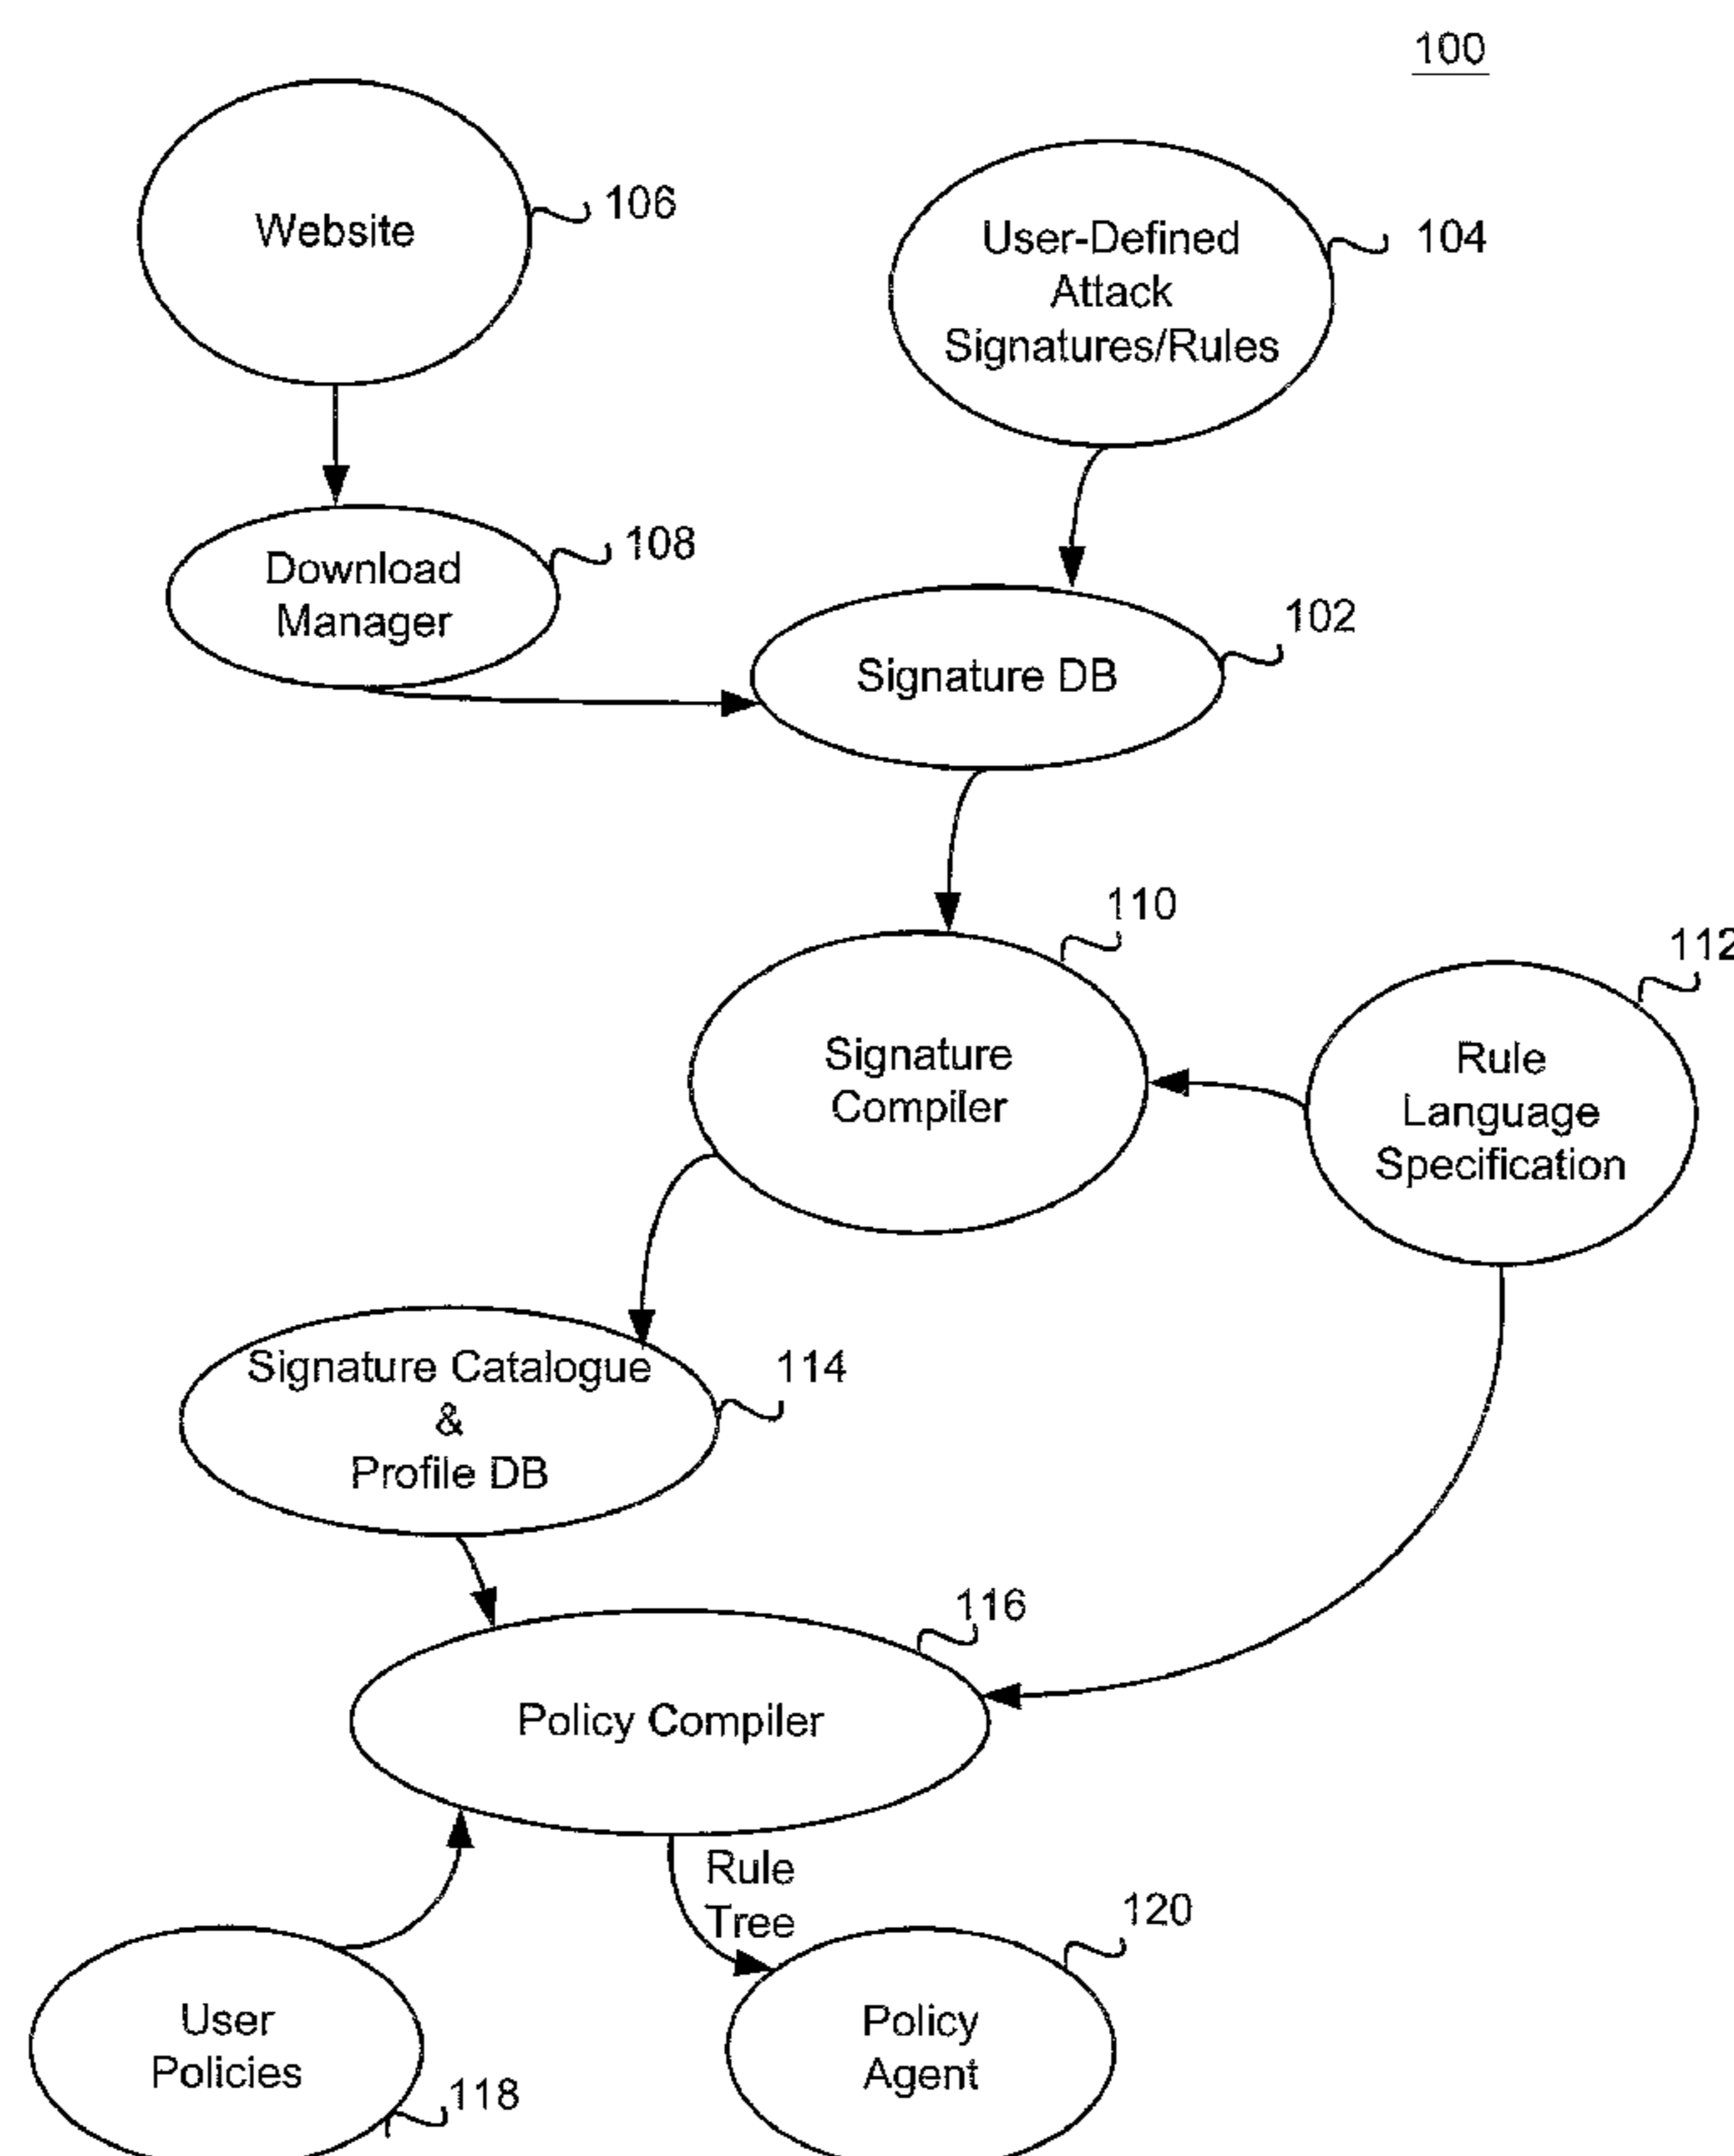 100
Website
106
User-Defined
Attack
Signatures/Rules
104
Download
Manager
108
Signature DB
102
Signature
Compiler
110
Rule
Language
Specification
112
Signature Catalogue
&
Profile DB
114
Policy Compiler
116
Rule
Tree
User
Policies
118
Policy
Agent
120